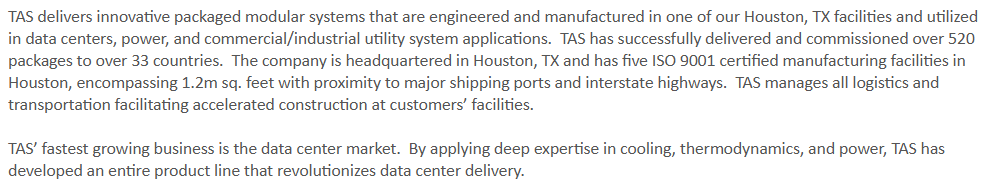 TAS delivers innovative packaged modular systems that are engineered and manufactured in one of our Houston, TX facilities and utilized
in data centers, power, and commercial/industrial utility system applications.  TAS has successfully delivered and commissioned over 520
packages to over 33 countries.  The company is headquartered in Houston, TX and has five ISO 9001 certified manufacturing facilities in
Houston, encompassing 1.2m sq. feet with proximity to major shipping ports and interstate highways.  TAS manages all logistics and
transportation facilitating accelerated construction at customers’ facilities.

TAS’ fastest growing business is the data center market.  By applying deep expertise in cooling, thermodynamics, and power, TAS has
developed an entire product line that revolutionizes data center delivery.